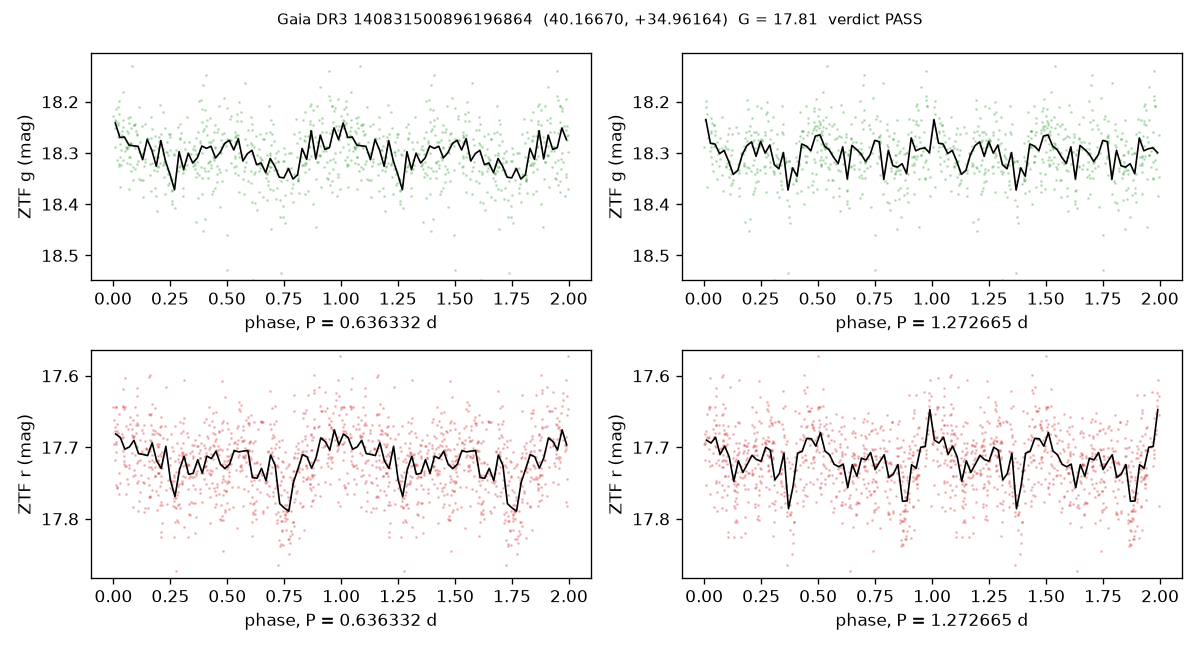 Gaia DR3 140831500896196864  (40.16670, +34.96164)  G = 17.81  verdict PASS
ZTF g (mag)
18.2
18.3
18.4
18.5
0.00 0.25 0.50 0.75 1.00 1.25 1.50 1.75 2.00
phase, P = 0.636332 d
ZTF g (mag)
18.2
18.3
18.4
18.5
0.00 0.25 0.50 0.75 1.00 1.25 1.50 1.75 2.00
phase, P = 1.272665 d
ZTF r (mag)
17.6
17.7
17.8
0.00 0.25 0.50 0.75 1.00 1.25 1.50 1.75 2.00
phase, P = 0.636332 d
ZTF r (mag)
17.6
17.7
17.8
0.00 0.25 0.50 0.75 1.00 1.25 1.50 1.75 2.00
phase, P = 1.272665 d